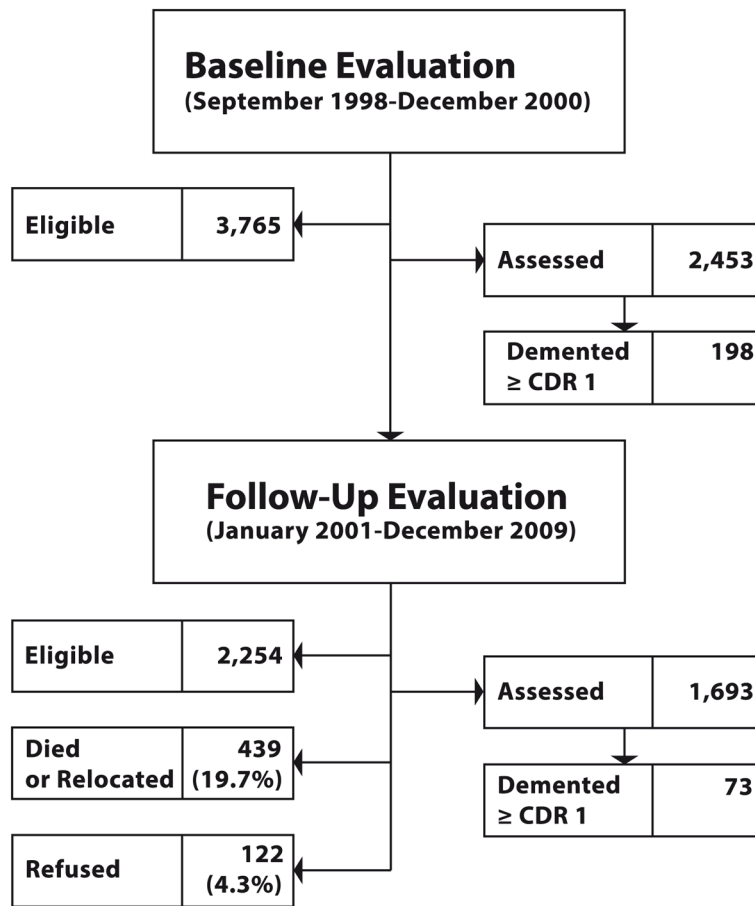 Baseline Evaluation
(September 1998-December 2000)
Eligible 3,765
Assessed 2,453
Demented 198
≥ CDR 1
Follow-Up Evaluation
(January 2001-December 2009)
Eligible 2,254
Assessed 1,693
Died 439
or Relocated (19.7%)
Demented 73
≥ CDR 1
Refused 122
(4.3%)